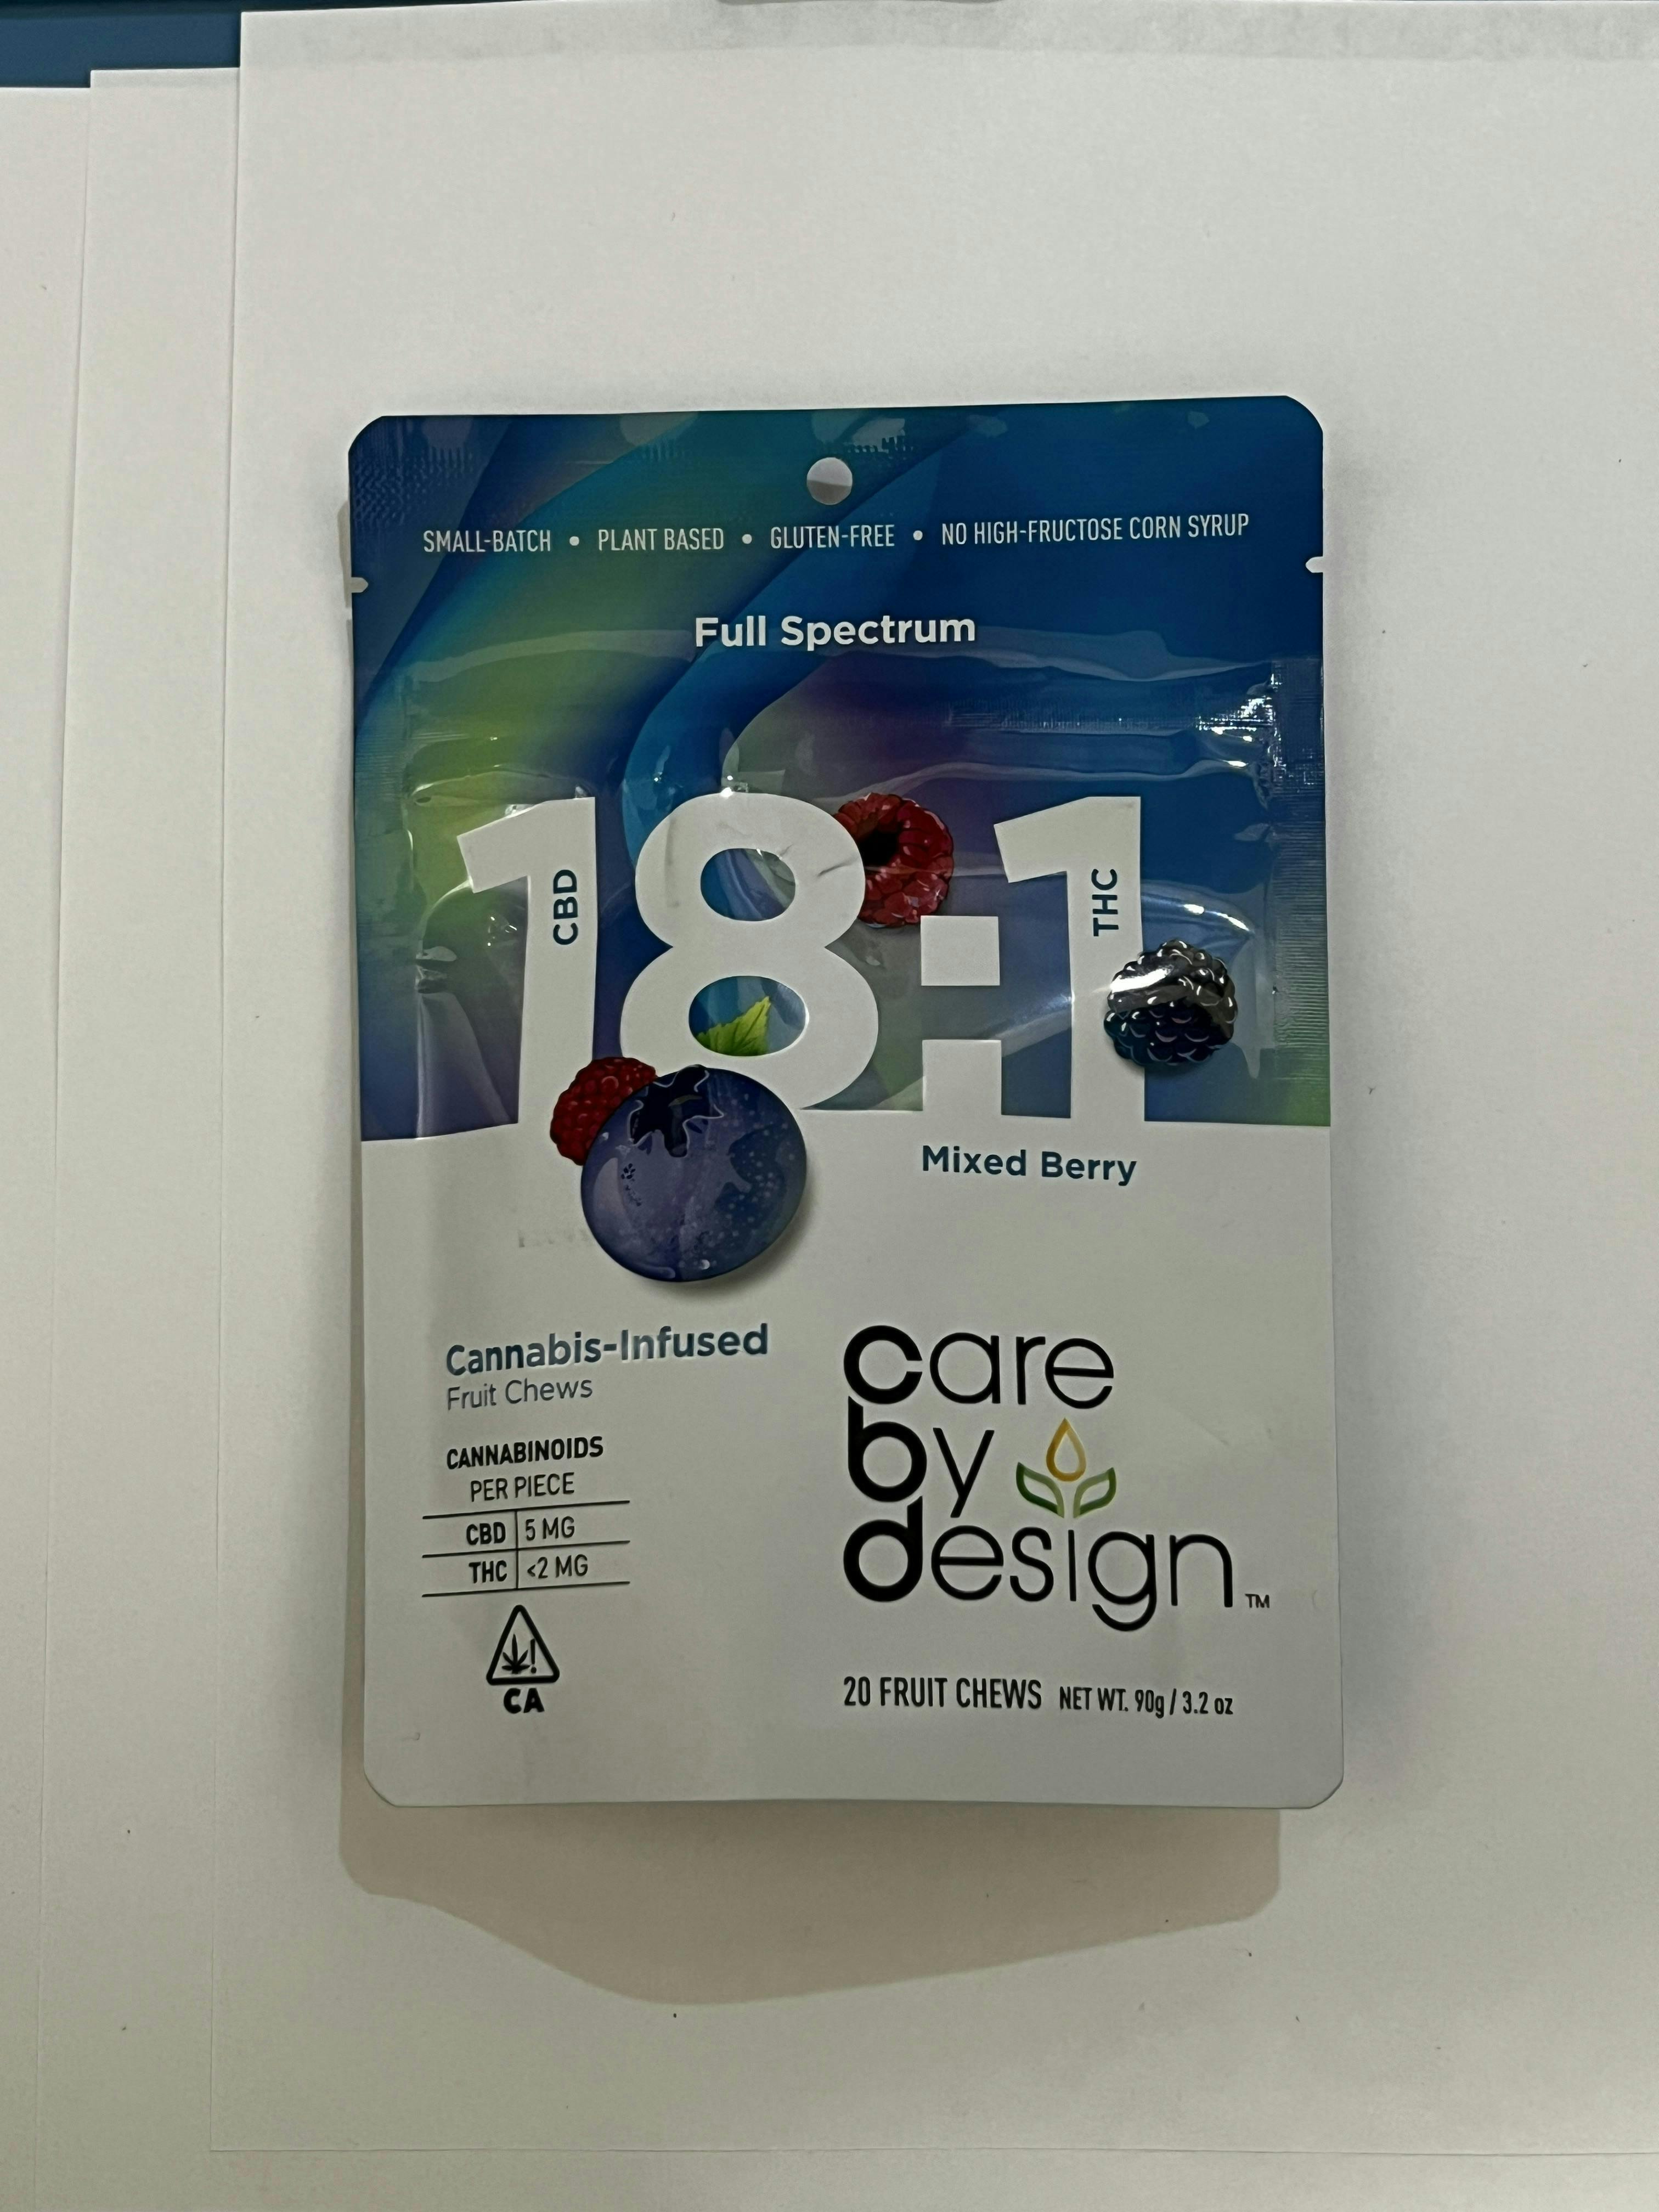 SMALL-BATCH • PLANT BASED • GLUTEN-FREE • NO HIGH-FRUCTOSE CORN SYRUP
Full Spectrum
18:1
CBD
THC
Mixed Berry
Cannabis-Infused
Fruit Chews
CANNABINOIDS
PER PIECE
CBD 5 MG
THC <2 MG
CA
care
by
design™
20 FRUIT CHEWS NET WT. 90g / 3.2 oz